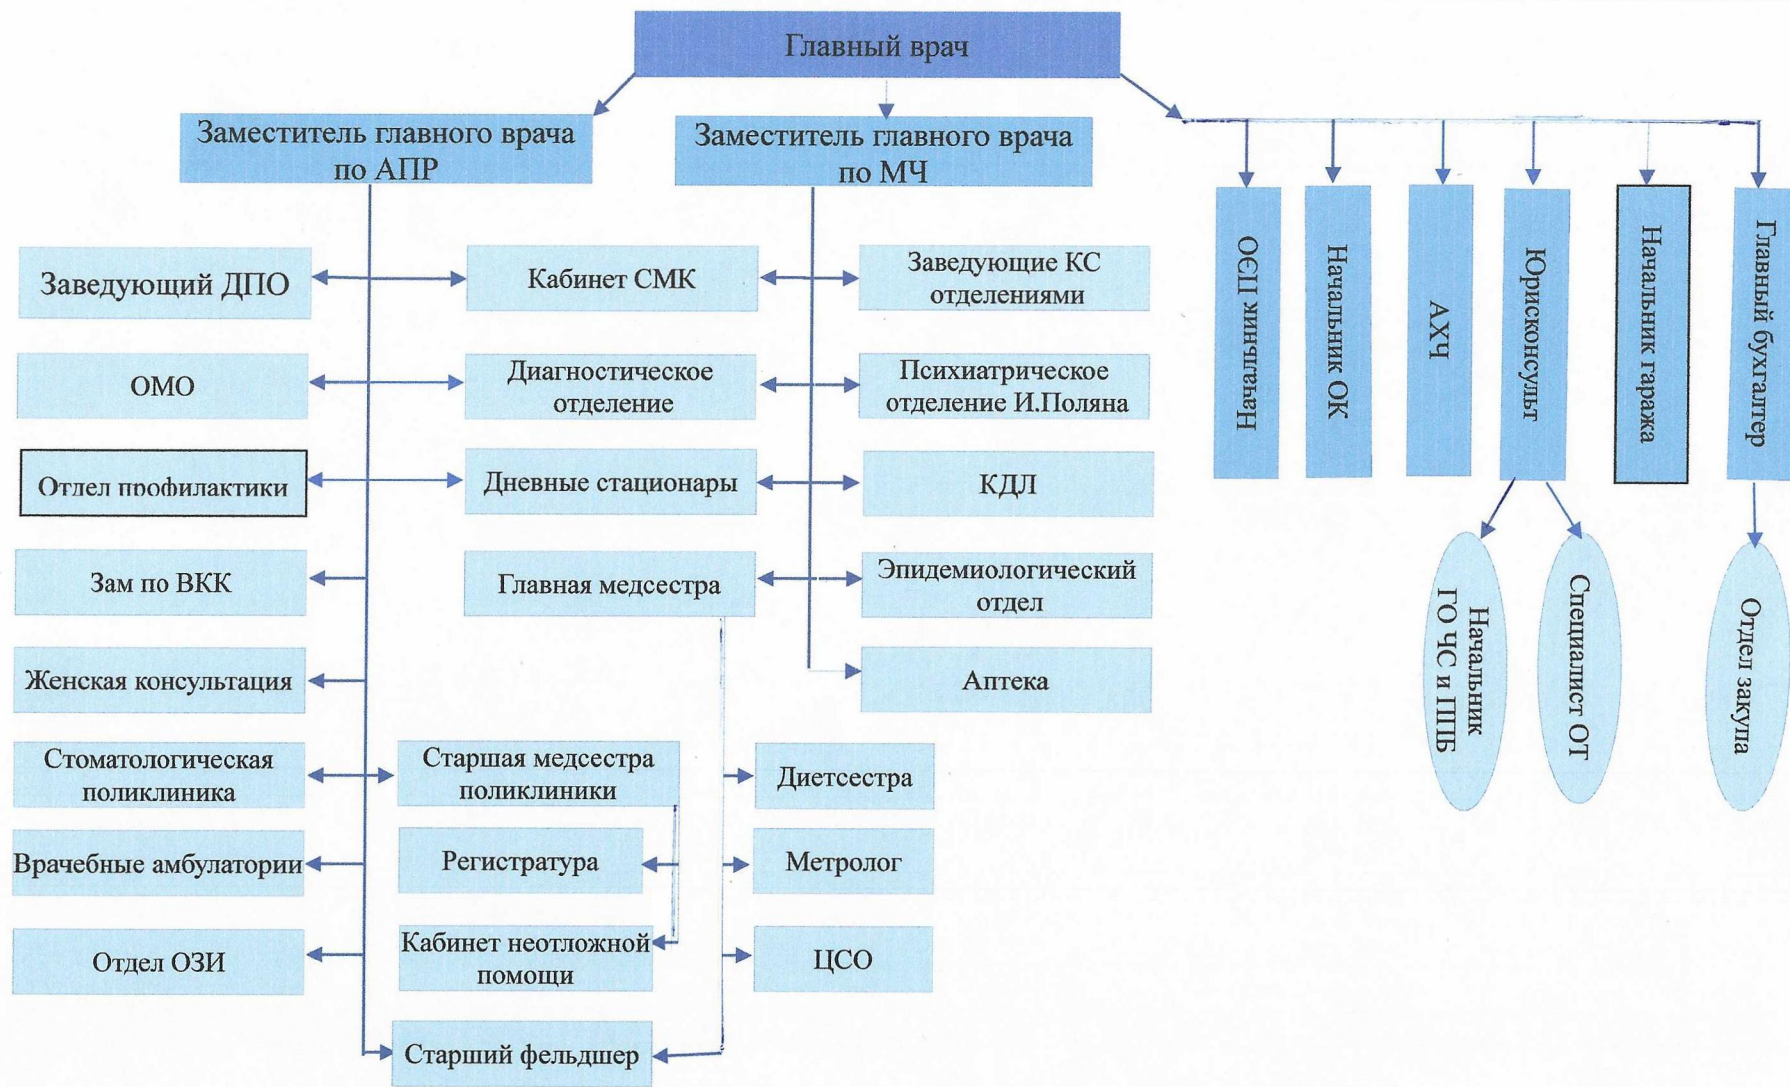 Главный врач
Заместитель главного врача
по АПР
Заместитель главного врача
по МЧ
Начальник ОЭП
Начальник ОК
АХЧ
Юрисконсульт
Начальник гаража
Главный бухгалтер
Заведующий ДПО
Кабинет СМК
Заведующие КС
отделениями
ОМО
Диагностическое
отделение
Психиатрическое
отделение И.Поляна
Отдел профилактики
Дневные стационары
КДЛ
Зам по ВКК
Главная медсестра
Эпидемиологический
отдел
Начальник
ГО ЧС и ППБ
Специалист ОТ
Отдел закупа
Женская консультация
Аптека
Стоматологическая
поликлиника
Старшая медсестра
поликлиники
Диетсестра
Врачебные амбулатории
Регистратура
Метролог
Отдел ОЗИ
Кабинет неотложной
помощи
ЦСО
Старший фельдшер